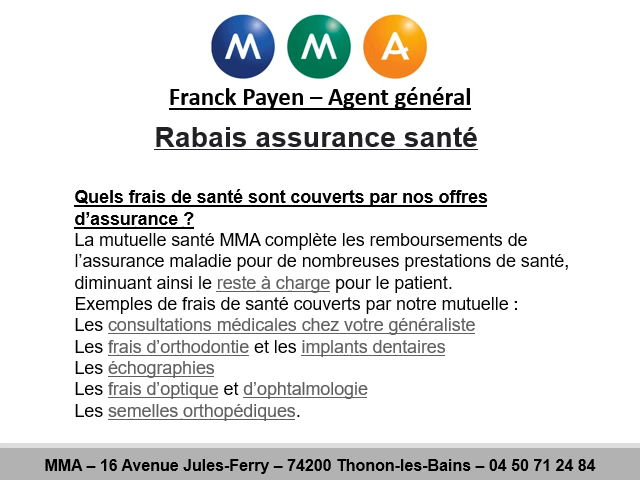 MMA
Franck Payen – Agent général
Rabais assurance santé
Quels frais de santé sont couverts par nos offres
d’assurance ?
La mutuelle santé MMA complète les remboursements de
l’assurance maladie pour de nombreuses prestations de santé,
diminuant ainsi le reste à charge pour le patient.
Exemples de frais de santé couverts par notre mutuelle :
Les consultations médicales chez votre généraliste
Les frais d’orthodontie et les implants dentaires
Les échographies
Les frais d’optique et d’ophtalmologie
Les semelles orthopédiques.
MMA – 16 Avenue Jules-Ferry – 74200 Thonon-les-Bains – 04 50 71 24 84